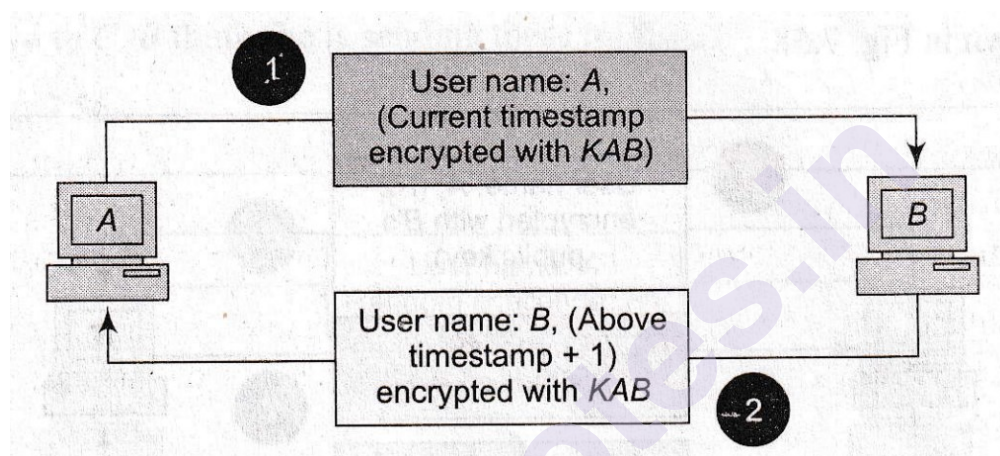 1
User name: A,
(Current timestamp
encrypted with KAB)
A
B
User name: B, (Above
timestamp + 1)
encrypted with KAB
2